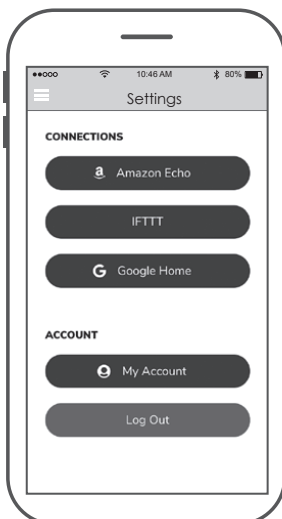 10:46 AM
80%
Settings
CONNECTIONS
a Amazon Echo
IFTTT
G Google Home
ACCOUNT
My Account
Log Out